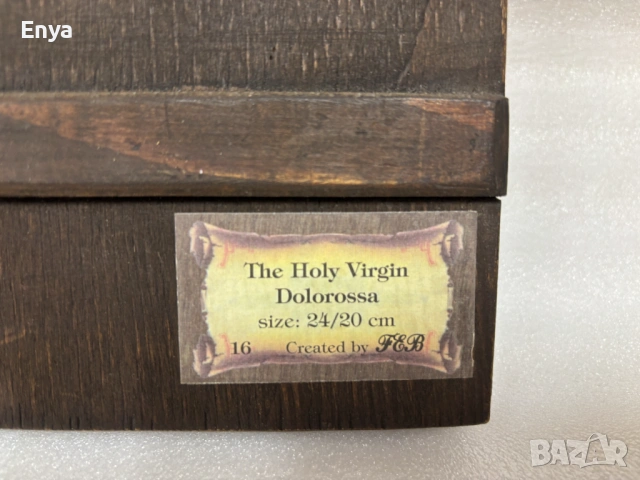 Enya
The Holy Virgin
Dolorossa
size: 24/20 cm
16 Created by FEB
BAZAR